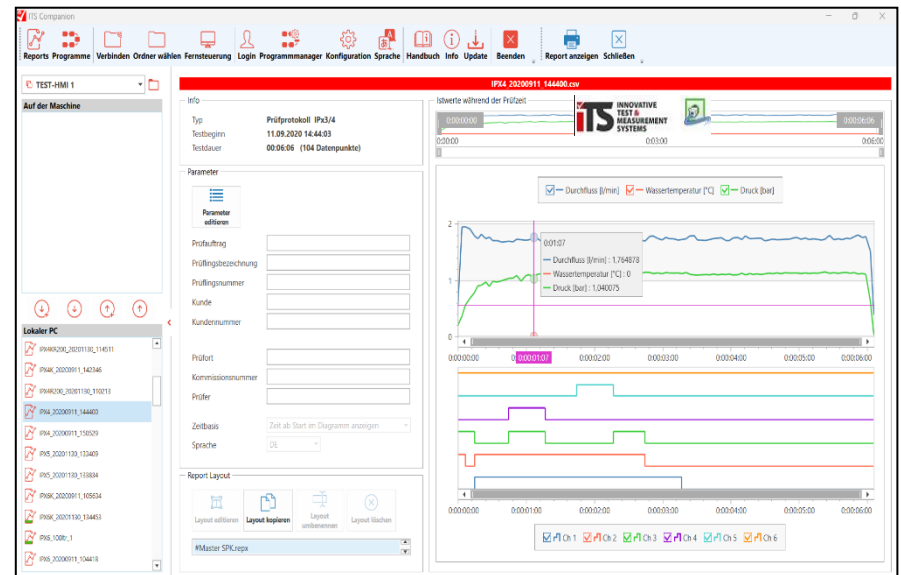 ITS Companion
Reports Programme Verbinden Ordner wählen Fernsteuerung Login Programmmanager Konfiguration Sprache Handbuch Info Update Beenden Report anzeigen Schließen
TEST-HMI 1
Auf der Maschine
Lokaler PC
IPX4KR200_20201130_114511
IPX4K_20200911_142346
IPX4R200_20201130_110213
IPX4_20200911_144400
IPX4_20200911_150529
IPX5_20201130_133409
IPX5_20201130_133834
IPX6K_20200911_105634
IPX6K_20201130_134453
IPX6_100ltr_1
IPX6_20200911_104418
IPX4_20200911_144400.csv
Info
Typ Prüfprotokoll IPx3/4
Testbeginn 11.09.2020 14:44:03
Testdauer 00:06:06 (104 Datenpunkte)
Parameter
Parameter
editieren
Prüfauftrag
Prüflingsbezeichnung
Prüflingsnummer
Kunde
Kundennummer
Prüfort
Kommissionsnummer
Prüfer
Zeitbasis Zeit ab Start im Diagramm anzeigen
Sprache DE
Report Layout
Layout editieren Layout kopieren Layout umbenennen Layout löschen
#Master SPK.repx
Istwerte während der Prüfzeit
iTS INNOVATIVE
TEST &
MEASUREMENT
SYSTEMS
0:00:00:00 0:00:06:06
0:20:00 0:03:00 0:06:00
Durchfluss [l/min] Wassertemperatur [°C] Druck [bar]
2
1
0
0:01:07
Durchfluss [l/min] : 1,764878
Wassertemperatur [°C] : 0
Druck [bar] : 1,040075
0:00:00:00 0:00:01:07 0:00:02:00 0:00:03:00 0:00:04:00 0:00:05:00 0:00:06:00
0:00:00:00 0:00:01:00 0:00:02:00 0:00:03:00 0:00:04:00 0:00:05:00 0:00:06:00
Ch 1 Ch 2 Ch 3 Ch 4 Ch 5 Ch 6